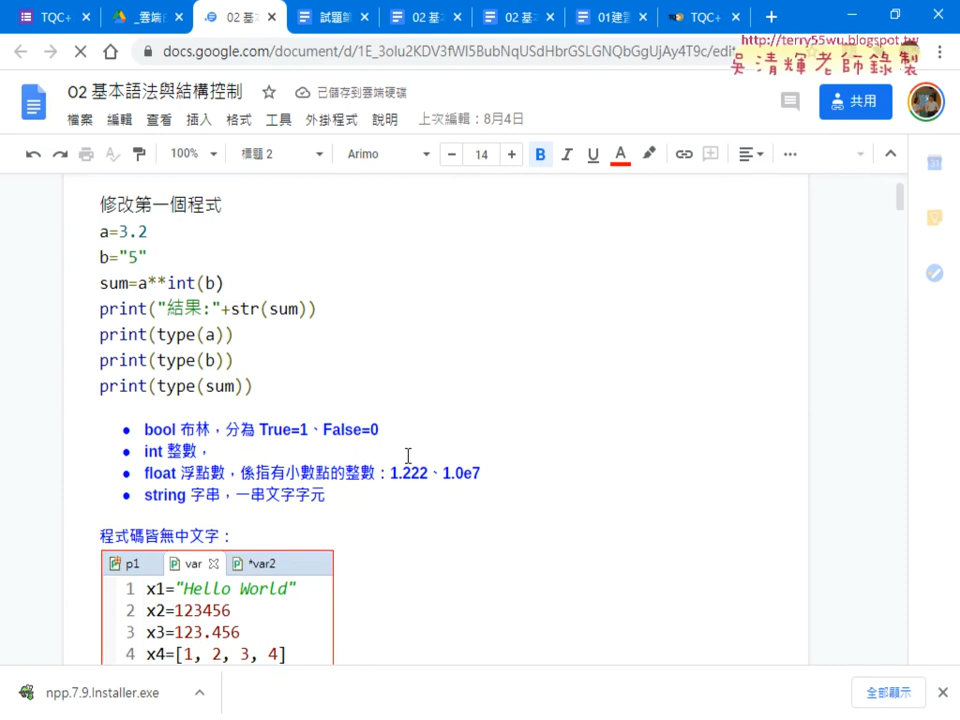 TQC+
_雲端
02 基
試題
02 基
02 基
01建
TQC+
docs.google.com/document/d/1E_3olu2KDV3fWI5BubNqUSdHbrGSLGNQbGgUjAy4T9c/edi
http://terry55wu.blogspot.tw
吳清輝老師錄製
02 基本語法與結構控制
已儲存到雲端硬碟
檔案 編輯 查看 插入 格式 工具 外掛程式 說明 上次編輯：8月4日
共用
100% 標題 2 Arimo 14 B I U A
修改第一個程式
a=3.2
b="5"
sum=a**int(b)
print("結果:"+str(sum))
print(type(a))
print(type(b))
print(type(sum))
● bool 布林，分為 True=1、False=0
● int 整數，
● float 浮點數，係指有小數點的整數：1.222、1.0e7
● string 字串，一串文字字元
程式碼皆無中文字：
p1 var *var2
1 x1="Hello World"
2 x2=123456
3 x3=123.456
4 x4=[1, 2, 3, 4]
npp.7.9.Installer.exe
全部顯示